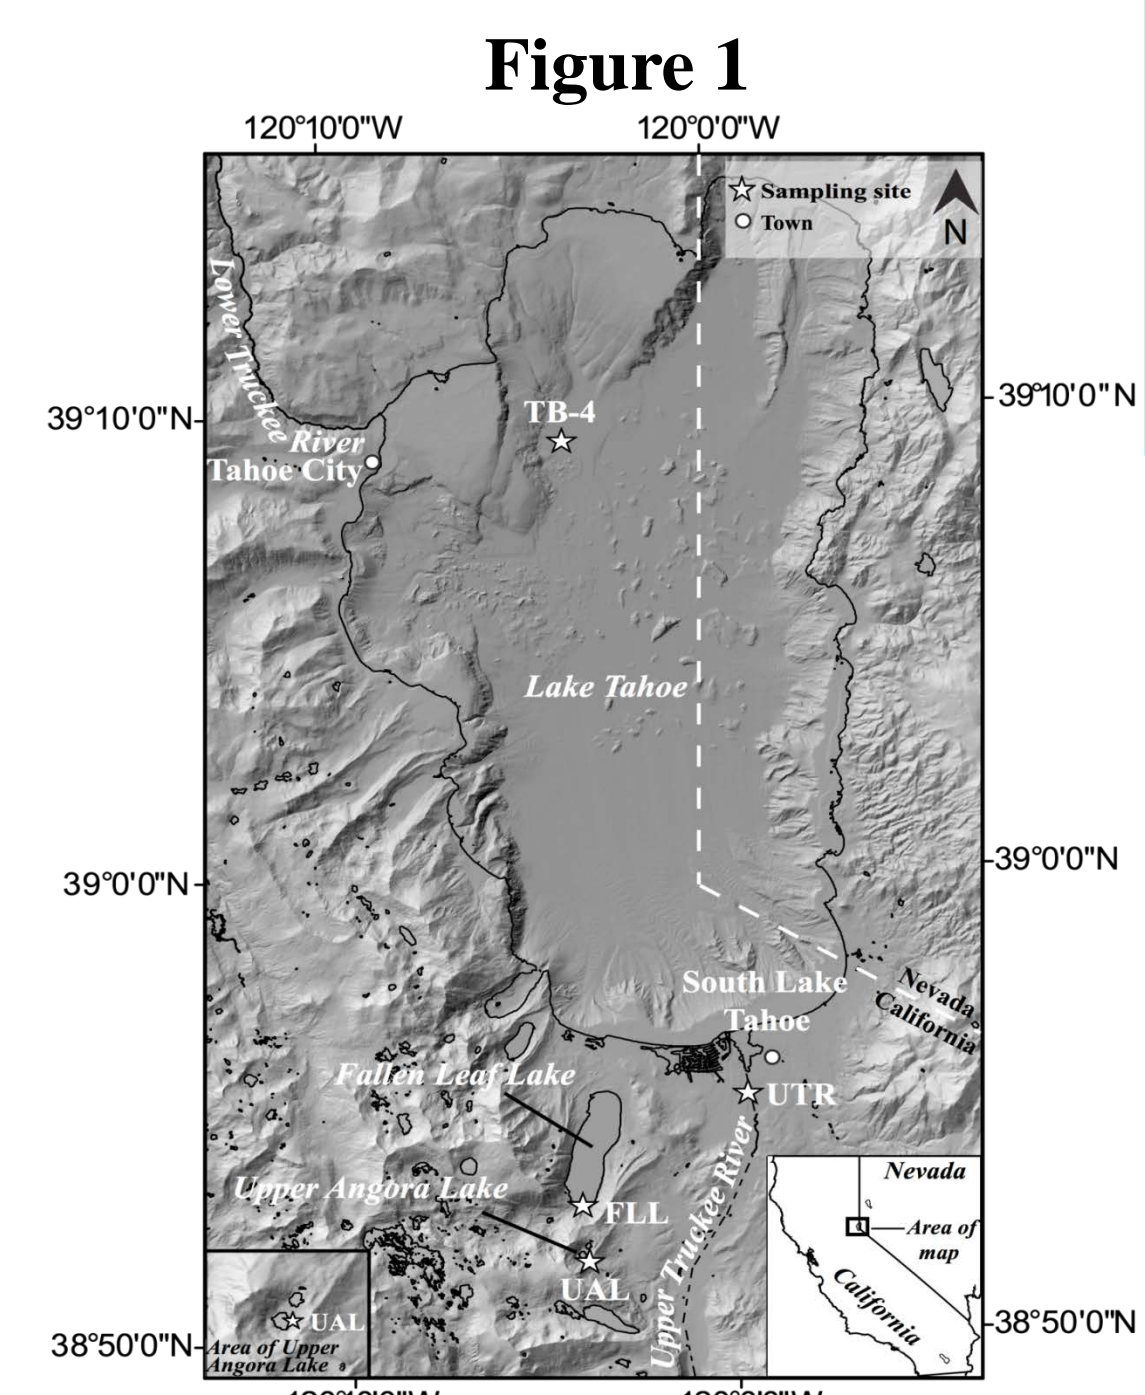 Figure 1
120°10'0"W
120°0'0"W
Sampling site
Town
N
Lower Truckee
River
39°10'0"N
39°10'0"N
TB-4
Tahoe City
Lake Tahoe
39°0'0"N
39°0'0"N
South Lake
Tahoe
Nevada
California
Fallen Leaf Lake
UTR
Upper Truckee River
Upper Angora Lake
FLL
UAL
Nevada
Area of
map
California
UAL
Area of Upper
Angora Lake
38°50'0"N
38°50'0"N